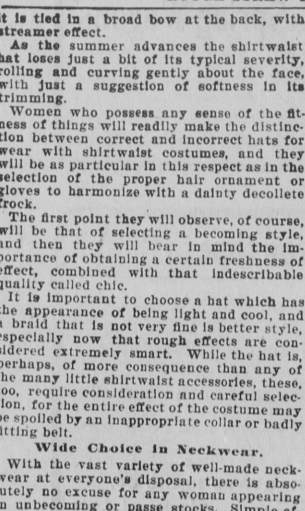 it is tied in a broad bow at the back, with
streamer effect.
As the summer advances the shirtwaist
hat loses just a bit of its typical severity,
rolling and curving gently about the face,
with just a suggestion of softness in its
trimming.
Women who possess any sense of the fit-
ness of things will readily make the distinc-
tion between correct and incorrect hats for
wear with shirtwaist costumes, and they
will be as particular in this respect as in the
selection of the proper hair ornament or
gloves to harmonize with a dainty decollete
frock.
The first point they will observe, of course,
will be that of selecting a becoming style,
and then they will bear in mind the im-
portance of obtaining a certain freshness of
effect, combined with that indescribable
quality called chic.
It is important to choose a hat which has
the appearance of being light and cool, and
a braid that is not very fine is better style,
especially now that rough effects are con-
sidered extremely smart. While the hat is,
perhaps, of more consequence than any of
the many little shirtwaist accessories, these,
too, require consideration and careful selec-
tion, for the entire effect of the costume may
be spoiled by an inappropriate collar or badly
fitting belt.
Wide Choice in Neckwear.
With the vast variety of well-made neck-
wear at everyone's disposal, there is abso-
lutely no excuse for any woman appearing
in unbecoming or passe stocks.